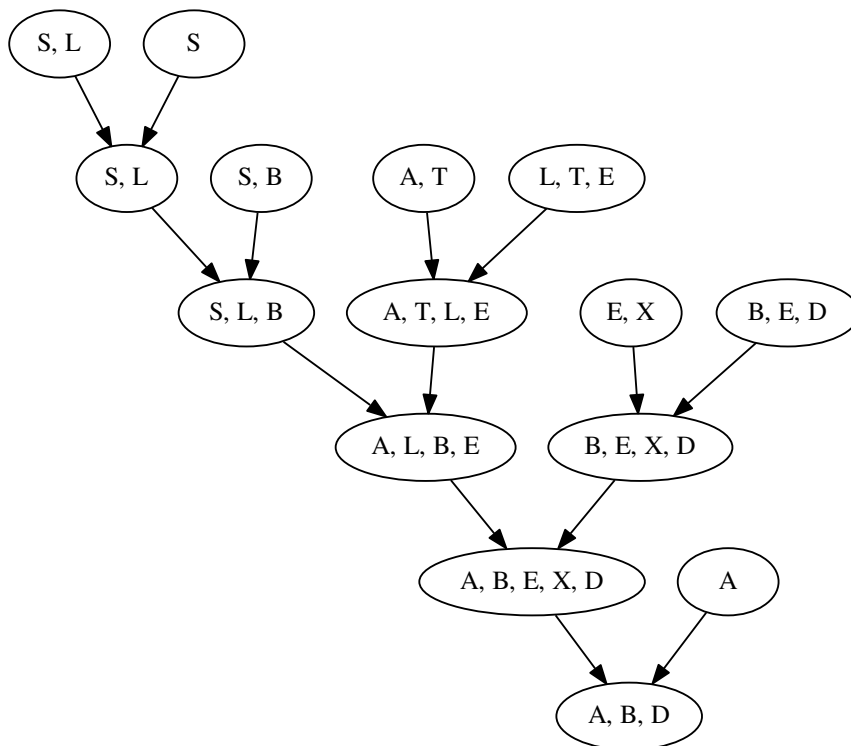 S, L
S
S, L
S, B
A, T
L, T, E
S, L, B
A, T, L, E
E, X
B, E, D
A, L, B, E
B, E, X, D
A, B, E, X, D
A
A, B, D